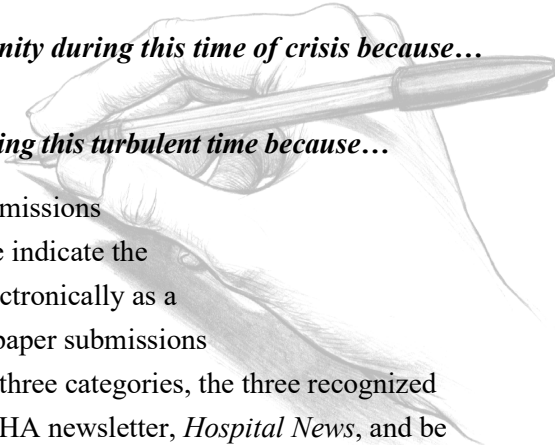 nity during this time of crisis because…
ing this turbulent time because…
missions
e indicate the
ctronically as a
paper submissions
three categories, the three recognized
HA newsletter, Hospital News, and be